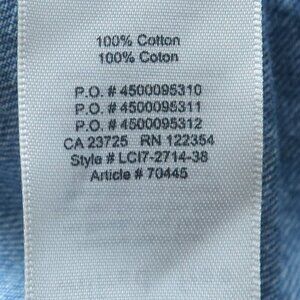 100% Cotton
100% Coton
P.O. # 4500095310
P.O. # 4500095311
P.O. # 4500095312
CA 23725 RN 122354
Style # LCI7-2714-38
Article # 70445